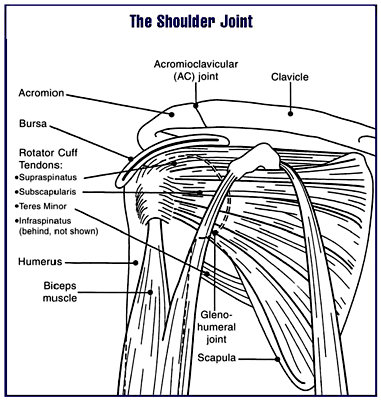 The Shoulder Joint
Acromioclavicular
(AC) joint
Clavicle
Acromion
Bursa
Rotator Cuff
Tendons:
•Supraspinatus
•Subscapularis
•Teres Minor
•Infraspinatus
(behind, not shown)
Humerus
Biceps
muscle
Gleno-
humeral
joint
Scapula